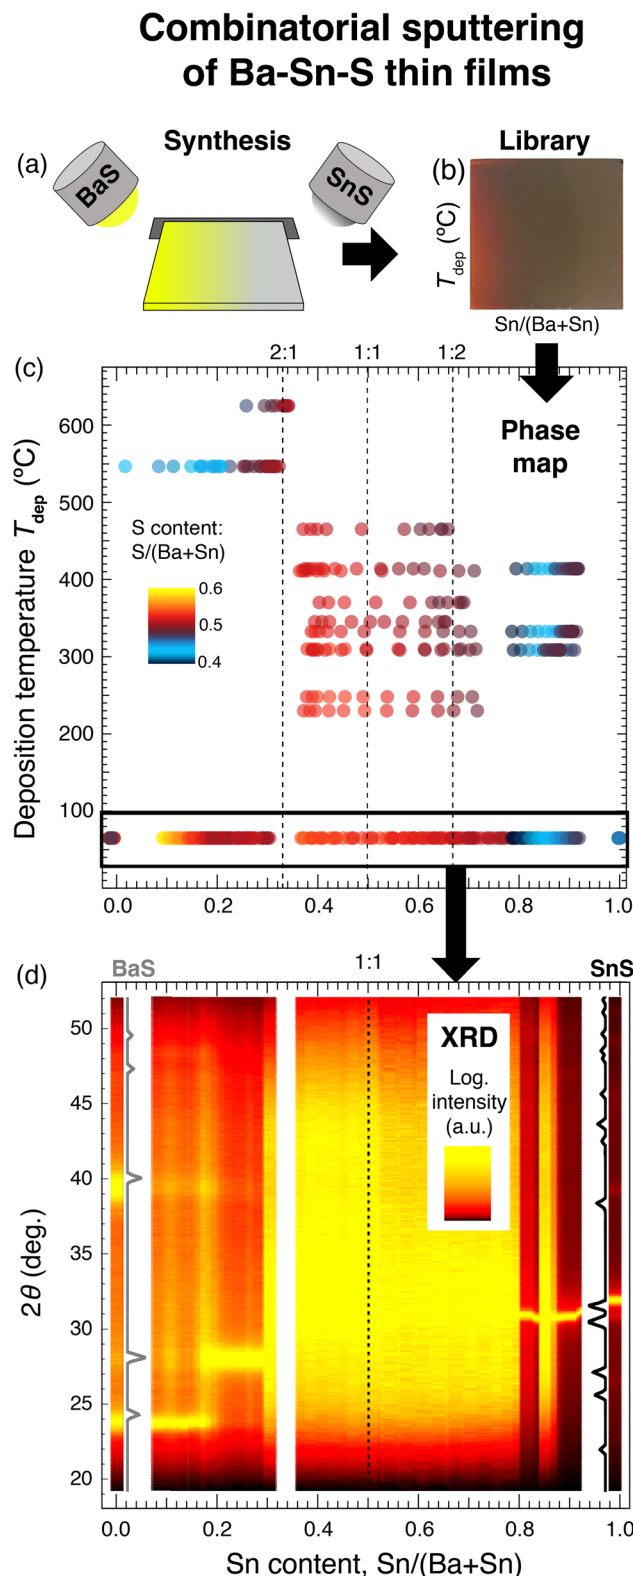 Combinatorial sputtering
of Ba-Sn-S thin films
(a)
Synthesis
BaS
SnS
Library
(b)
Tdep (ºC)
Sn/(Ba+Sn)
(c)
2:1
1:1
1:2
Phase
map
Deposition temperature Tdep (ºC)
600
500
400
300
200
100
S content:
S/(Ba+Sn)
0.6
0.5
0.4
0.0
0.2
0.4
0.6
0.8
1.0
(d)
BaS
1:1
SnS
XRD
Log.
intensity
(a.u.)
2θ (deg.)
50
45
40
35
30
25
20
0.0
0.2
0.4
0.6
0.8
1.0
Sn content, Sn/(Ba+Sn)